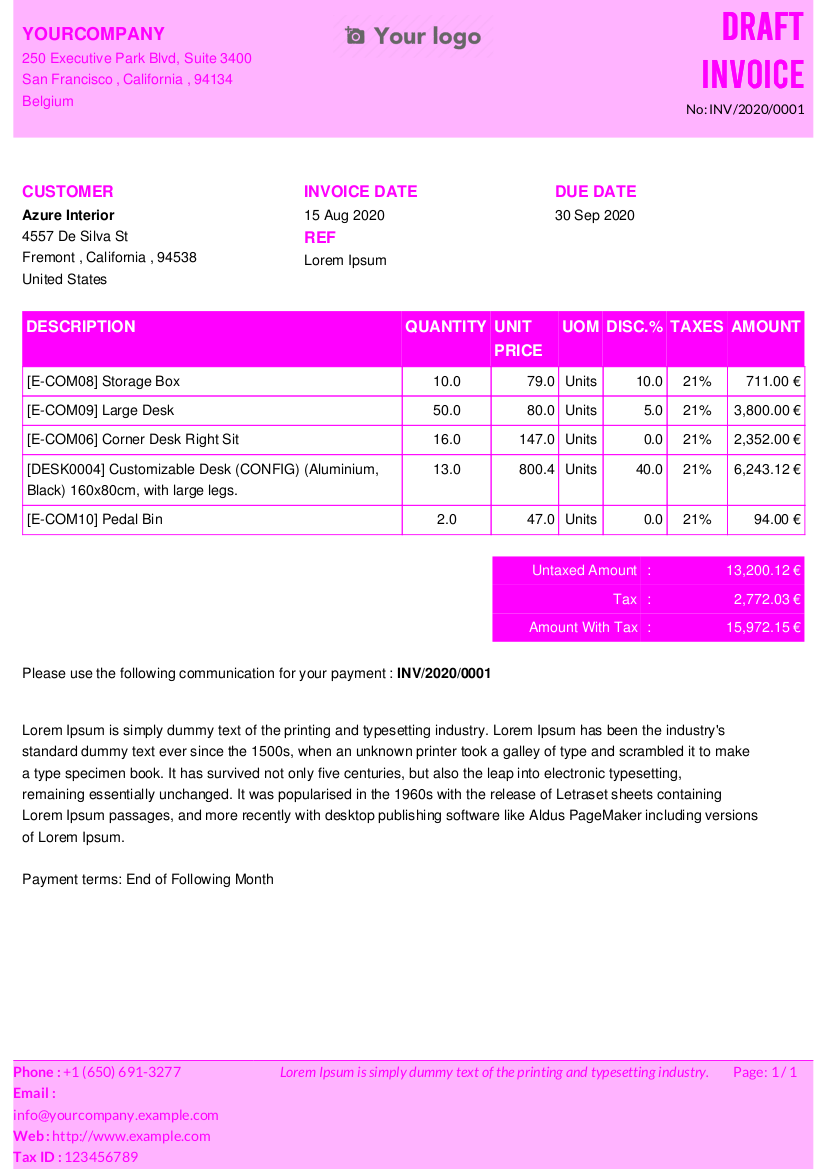 YOURCOMPANY
250 Executive Park Blvd, Suite 3400
San Francisco , California , 94134
Belgium
Your logo
DRAFT
INVOICE
No: INV/2020/0001
CUSTOMER
Azure Interior
4557 De Silva St
Fremont , California , 94538
United States
INVOICE DATE
15 Aug 2020
REF
Lorem Ipsum
DUE DATE
30 Sep 2020
DESCRIPTION QUANTITY UNIT PRICE UOM DISC.% TAXES AMOUNT
[E-COM08] Storage Box 10.0 79.0 Units 10.0 21% 711.00 €
[E-COM09] Large Desk 50.0 80.0 Units 5.0 21% 3,800.00 €
[E-COM06] Corner Desk Right Sit 16.0 147.0 Units 0.0 21% 2,352.00 €
[DESK0004] Customizable Desk (CONFIG) (Aluminium, 13.0 800.4 Units 40.0 21% 6,243.12 €
Black) 160x80cm, with large legs.
[E-COM10] Pedal Bin 2.0 47.0 Units 0.0 21% 94.00 €
Untaxed Amount : 13,200.12 €
Tax : 2,772.03 €
Amount With Tax : 15,972.15 €
Please use the following communication for your payment : INV/2020/0001
Lorem Ipsum is simply dummy text of the printing and typesetting industry. Lorem Ipsum has been the industry's
standard dummy text ever since the 1500s, when an unknown printer took a galley of type and scrambled it to make
a type specimen book. It has survived not only five centuries, but also the leap into electronic typesetting,
remaining essentially unchanged. It was popularised in the 1960s with the release of Letraset sheets containing
Lorem Ipsum passages, and more recently with desktop publishing software like Aldus PageMaker including versions
of Lorem Ipsum.
Payment terms: End of Following Month
Phone : +1 (650) 691-3277
Email :
info@yourcompany.example.com
Web : http://www.example.com
Tax ID : 123456789
Lorem Ipsum is simply dummy text of the printing and typesetting industry.
Page: 1 / 1